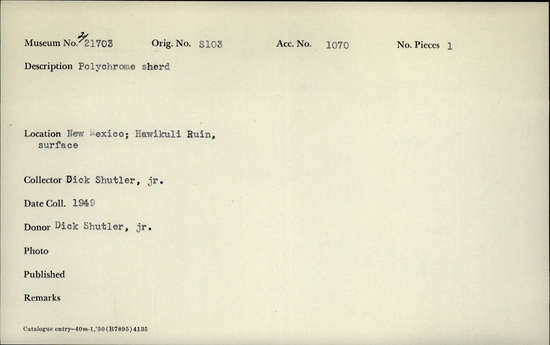 Museum No. 2/21703 Orig. No. S103 Acc. No. 1070 No. Pieces 1
Description Polychrome sherd
Location New Mexico; Hawikuli Ruin,
surface
Collector Dick Shutler, jr.
Date Coll. 1949
Donor Dick Shutler, jr.
Photo
Published
Remarks
Catalogue entry—40m-1,'50 (B7895) 4135